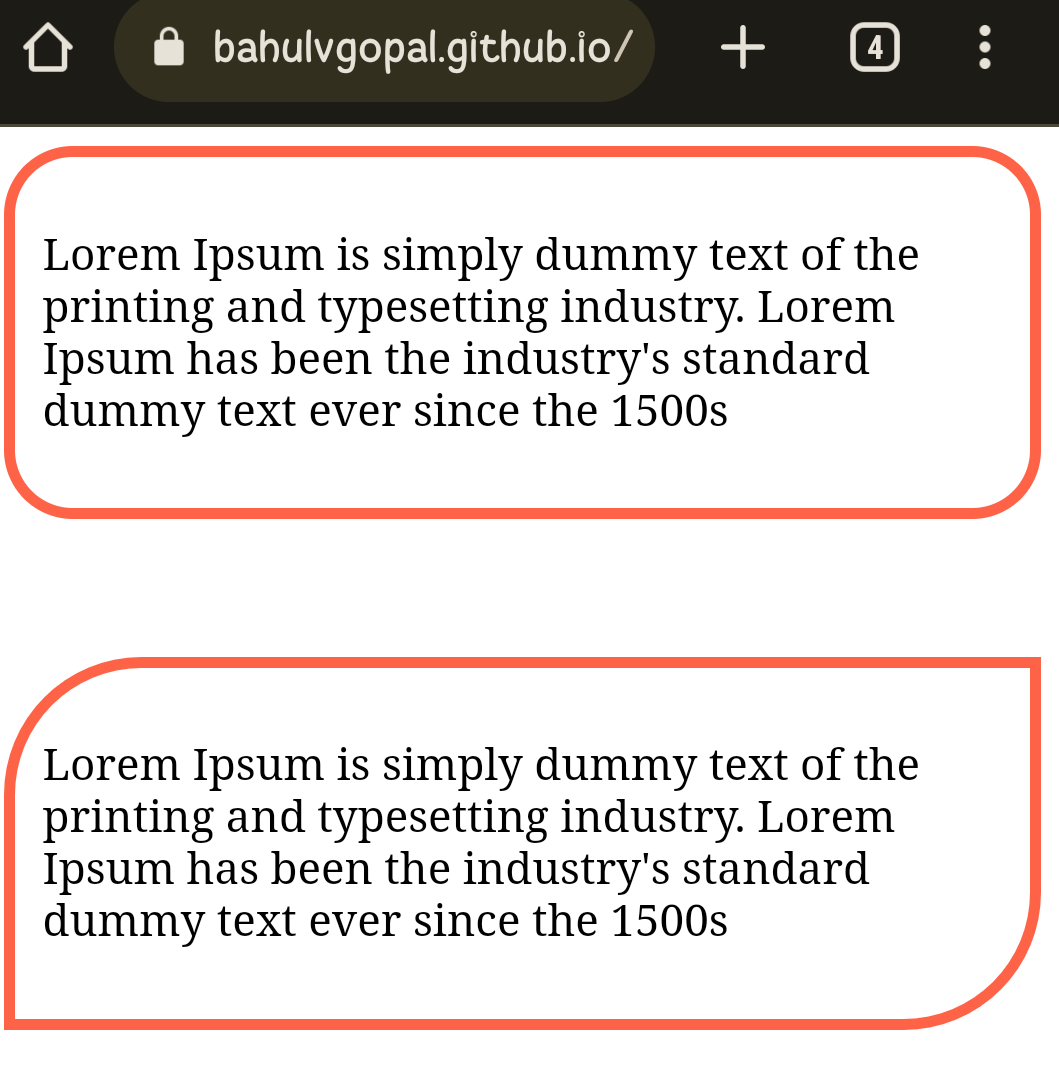 bahulvgopal.github.io/
4
Lorem Ipsum is simply dummy text of the
printing and typesetting industry. Lorem
Ipsum has been the industry's standard
dummy text ever since the 1500s
Lorem Ipsum is simply dummy text of the
printing and typesetting industry. Lorem
Ipsum has been the industry's standard
dummy text ever since the 1500s